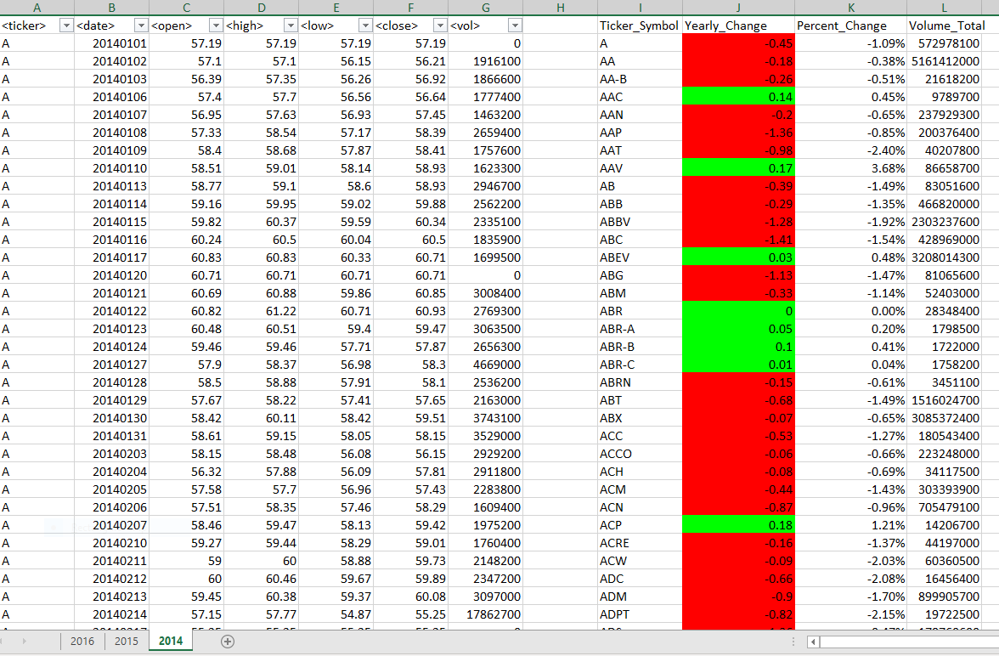 A B C D E F G H I J K L
<ticker> <date> <open> <high> <low> <close> <vol> Ticker_Symbol Yearly_Change Percent_Change Volume_Total
A 20140101 57.19 57.19 57.19 57.19 0 A -0.45 -1.09% 572978100
A 20140102 57.1 57.1 56.15 56.21 1916100 AA -0.18 -0.38% 5161412000
A 20140103 56.39 57.35 56.26 56.92 1866600 AA-B -0.26 -0.51% 21618200
A 20140106 57.4 57.7 56.56 56.64 1777400 AAC 0.14 0.45% 9789700
A 20140107 56.95 57.63 56.93 57.45 1463200 AAN -0.2 -0.65% 237929300
A 20140108 57.33 58.54 57.17 58.39 2659400 AAP -1.36 -0.85% 200376400
A 20140109 58.4 58.68 57.87 58.41 1757600 AAT -0.98 -2.40% 40207800
A 20140110 58.51 59.01 58.14 58.93 1623300 AAV 0.17 3.68% 86658700
A 20140113 58.77 59.1 58.6 58.93 2946700 AB -0.39 -1.49% 83051600
A 20140114 59.16 59.95 59.02 59.88 2562200 ABB -0.29 -1.35% 466820000
A 20140115 59.82 60.37 59.59 60.34 2335100 ABBV -1.28 -1.92% 2303237600
A 20140116 60.24 60.5 60.04 60.5 1835900 ABC -1.41 -1.54% 428969000
A 20140117 60.83 60.83 60.33 60.71 1699500 ABEV 0.03 0.48% 3208014300
A 20140120 60.71 60.71 60.71 60.71 0 ABG -1.13 -1.47% 81065600
A 20140121 60.69 60.88 59.86 60.85 3008400 ABM -0.33 -1.14% 52403000
A 20140122 60.82 61.22 60.71 60.93 2769300 ABR 0 0.00% 28348400
A 20140123 60.48 60.51 59.4 59.47 3063500 ABR-A 0.05 0.20% 1798500
A 20140124 59.46 59.46 57.71 57.87 2656300 ABR-B 0.1 0.41% 1722000
A 20140127 57.9 58.37 56.98 58.3 4669000 ABR-C 0.01 0.04% 1758200
A 20140128 58.5 58.88 57.91 58.1 2536200 ABRN -0.15 -0.61% 3451100
A 20140129 57.67 58.22 57.41 57.65 2163000 ABT -0.68 -1.49% 1516024700
A 20140130 58.42 60.11 58.42 59.51 3743100 ABX -0.07 -0.65% 3085372400
A 20140131 58.61 59.15 58.05 58.15 3529000 ACC -0.53 -1.27% 180543400
A 20140203 58.15 58.48 56.08 56.15 2929200 ACCO -0.06 -0.66% 223248000
A 20140204 56.32 57.88 56.09 57.81 2911800 ACH -0.08 -0.69% 34117500
A 20140205 57.58 57.7 56.96 57.43 2283800 ACM -0.44 -1.43% 303393900
A 20140206 57.51 58.35 57.46 58.29 1609400 ACN -0.87 -0.96% 705479100
A 20140207 58.46 59.47 58.13 59.42 1975200 ACP 0.18 1.21% 14206700
A 20140210 59.27 59.44 58.29 59.01 1760400 ACRE -0.16 -1.37% 44197000
A 20140211 59 60 58.88 59.73 2148200 ACW -0.09 -2.03% 60360500
A 20140212 60 60.46 59.67 59.89 2347200 ADC -0.66 -2.08% 16456400
A 20140213 59.45 60.38 59.37 60.08 3097000 ADM -0.9 -1.70% 899905700
A 20140214 57.15 57.77 54.87 55.25 17862700 ADPT -0.82 -2.15% 19722500
2016 2015 2014